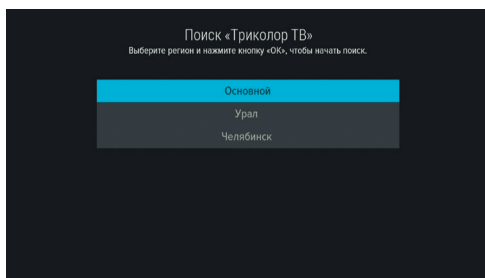 Поиск «Триколор ТВ»
Выберите регион и нажмите кнопку «ОК», чтобы начать поиск.
Основной
Урал
Челябинск